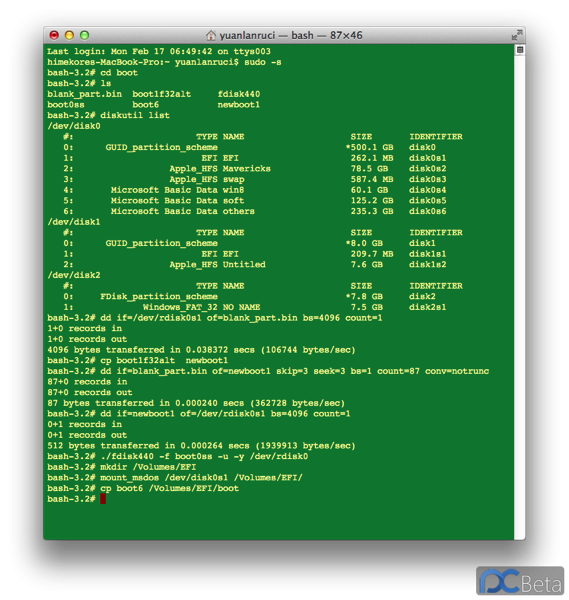 yuanlanruci — bash — 87×46
Last login: Mon Feb 17 06:49:42 on ttys003
himekores-MacBook-Pro:~ yuanlanruci$ sudo -s
bash-3.2# cd boot
bash-3.2# ls
blank_part.bin boot1f32alt fdisk440
boot0ss boot6 newboot1
bash-3.2# diskutil list
/dev/disk0
#: TYPE NAME SIZE IDENTIFIER
0: GUID_partition_scheme *500.1 GB disk0
1: EFI EFI 262.1 MB disk0s1
2: Apple_HFS Mavericks 78.5 GB disk0s2
3: Apple_HFS swap 587.4 MB disk0s3
4: Microsoft Basic Data win8 60.1 GB disk0s4
5: Microsoft Basic Data soft 125.2 GB disk0s5
6: Microsoft Basic Data others 235.3 GB disk0s6
/dev/disk1
#: TYPE NAME SIZE IDENTIFIER
0: GUID_partition_scheme *8.0 GB disk1
1: EFI EFI 209.7 MB disk1s1
2: Apple_HFS Untitled 7.6 GB disk1s2
/dev/disk2
#: TYPE NAME SIZE IDENTIFIER
0: FDisk_partition_scheme *7.8 GB disk2
1: Windows_FAT_32 NO NAME 7.5 GB disk2s1
bash-3.2# dd if=/dev/rdisk0s1 of=blank_part.bin bs=4096 count=1
1+0 records in
1+0 records out
4096 bytes transferred in 0.038372 secs (106744 bytes/sec)
bash-3.2# cp boot1f32alt newboot1
bash-3.2# dd if=blank_part.bin of=newboot1 skip=3 seek=3 bs=1 count=87 conv=notrunc
87+0 records in
87+0 records out
87 bytes transferred in 0.000240 secs (362728 bytes/sec)
bash-3.2# dd if=newboot1 of=/dev/rdisk0s1 bs=4096 count=1
0+1 records in
0+1 records out
512 bytes transferred in 0.000264 secs (1939913 bytes/sec)
bash-3.2# ./fdisk440 -f boot0ss -u -y /dev/rdisk0
bash-3.2# mkdir /Volumes/EFI
bash-3.2# mount_msdos /dev/disk0s1 /Volumes/EFI/
bash-3.2# cp boot6 /Volumes/EFI/boot
bash-3.2#
PCBeta